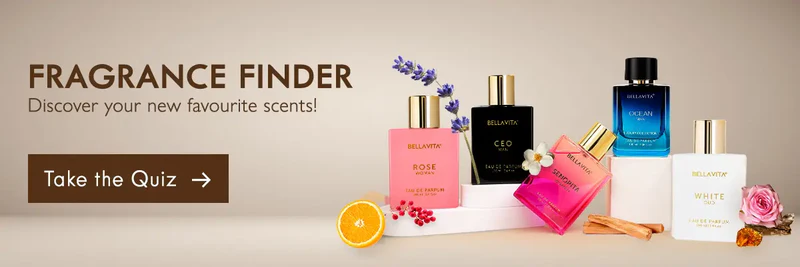 FRAGRANCE FINDER
Discover your new favourite scents!
Take the Quiz
BELLAVITA
ROSE
WOMAN
EAU DE PARFUM
BELLAVITA
CEO
MAN
EAU DE PARFUM
BELLAVITA
SENORITA
BELLAVITA
OCEAN
MAN
BELLAVITA
WHITE
OUD
EAU DE PARFUM